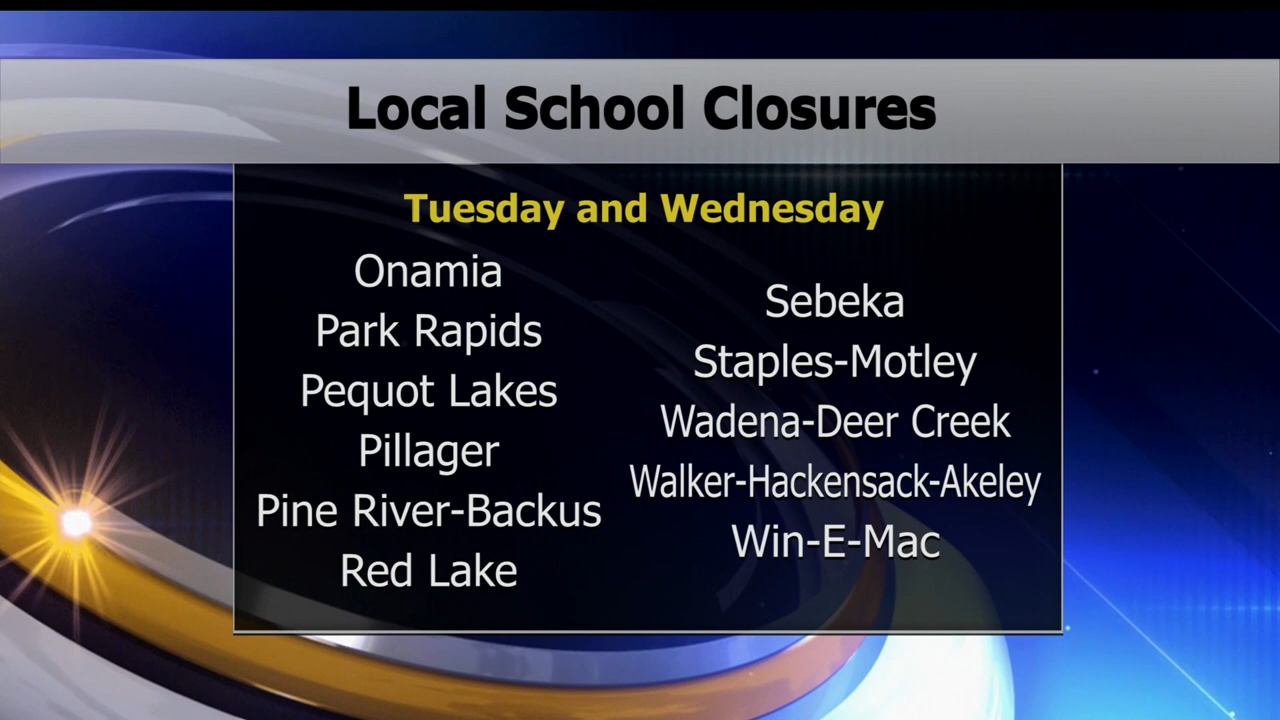 Local School Closures
Tuesday and Wednesday
Onamia
Park Rapids
Pequot Lakes
Pillager
Pine River-Backus
Red Lake
Sebeka
Staples-Motley
Wadena-Deer Creek
Walker-Hackensack-Akeley
Win-E-Mac